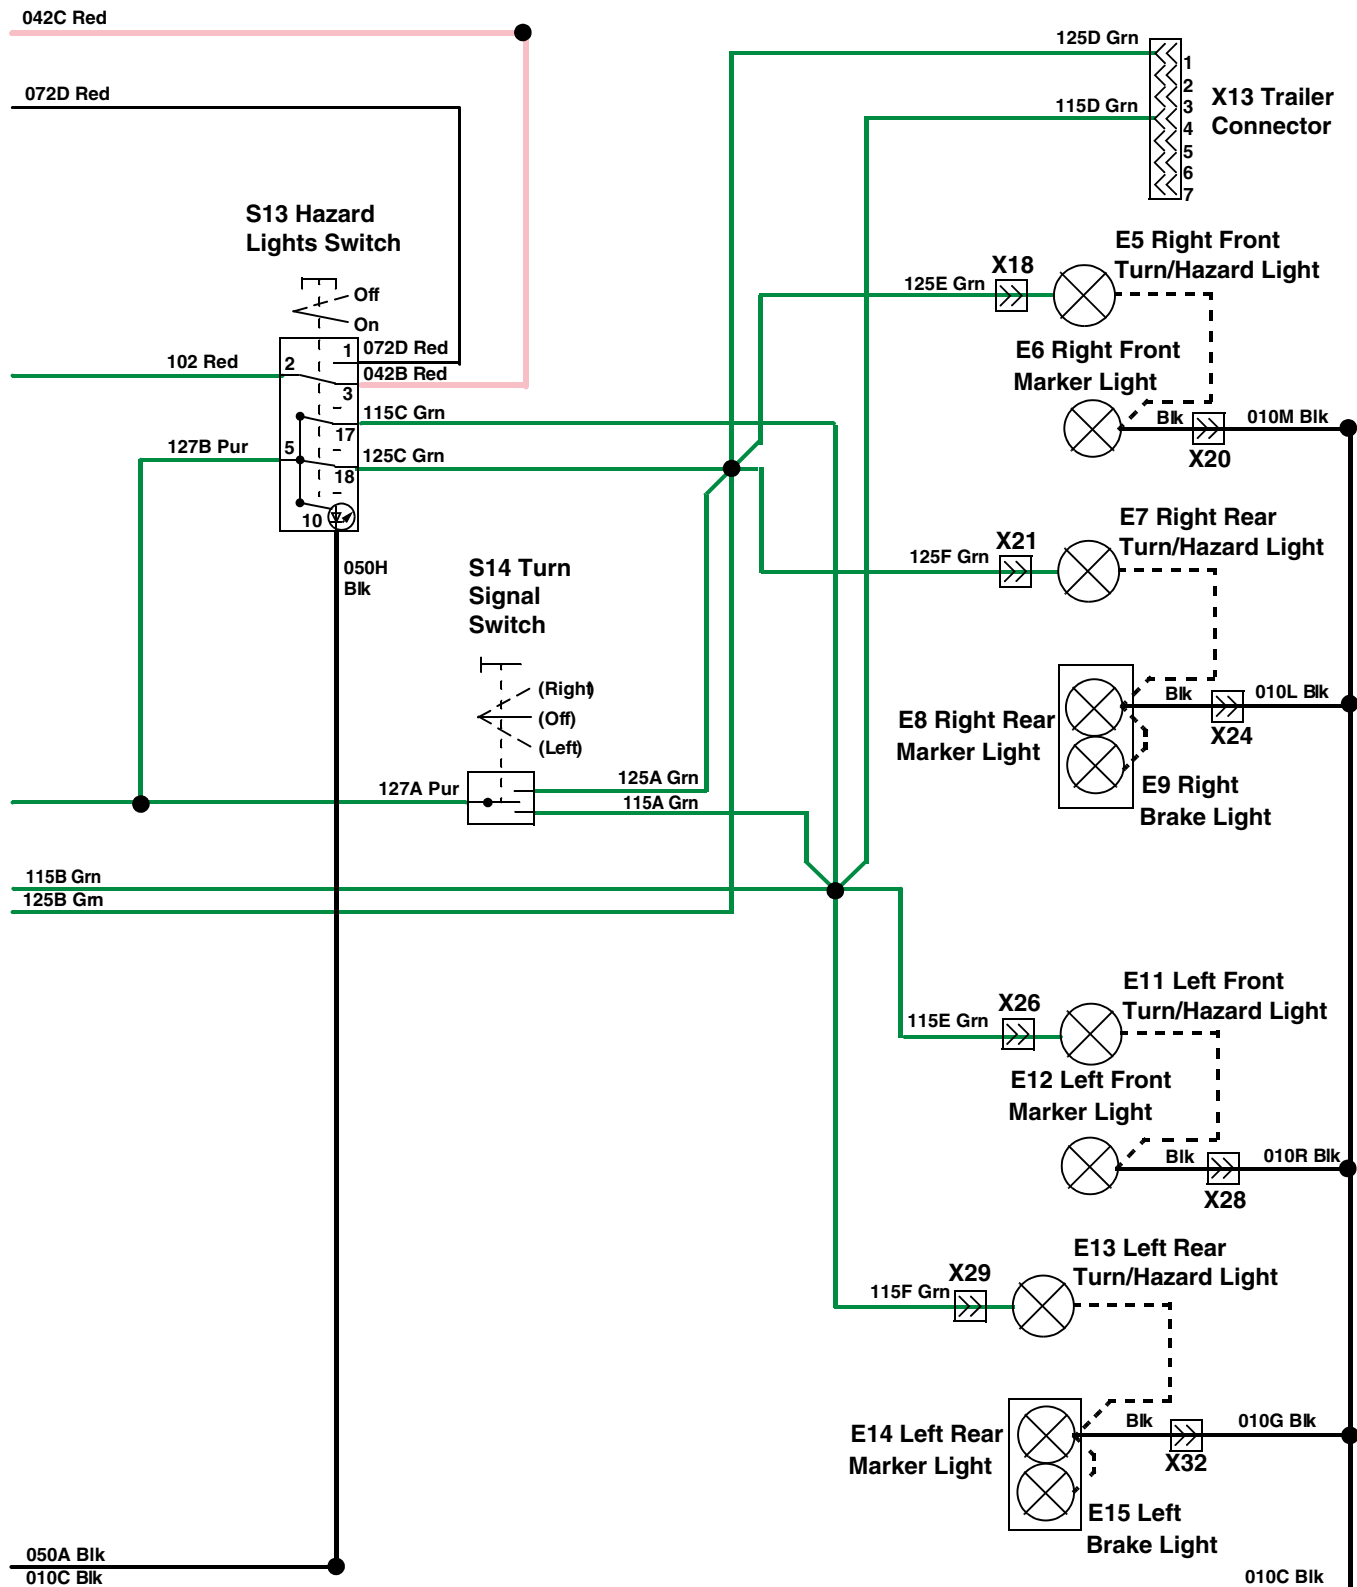 042C Red
125D Grn
072D Red
115D Grn
1
2
3
4
5
6
7
X13 Trailer
Connector
S13 Hazard
Lights Switch
Off
On
E5 Right Front
Turn/Hazard Light
X18
125E Grn
E6 Right Front
Marker Light
Blk
010M Blk
X20
102 Red
2
1
072D Red
042B Red
3
115C Grn
17
127B Pur
5
125C Grn
18
10
050H
Blk
E7 Right Rear
Turn/Hazard Light
X21
125F Grn
S14 Turn
Signal
Switch
(Right)
(Off)
(Left)
Blk
010L Blk
X24
E8 Right Rear
Marker Light
E9 Right
Brake Light
127A Pur
125A Grn
115A Grn
115B Grn
125B Grn
E11 Left Front
Turn/Hazard Light
X26
115E Grn
E12 Left Front
Marker Light
Blk
010R Blk
X28
E13 Left Rear
Turn/Hazard Light
X29
115F Grn
Blk
010G Blk
X32
E14 Left Rear
Marker Light
E15 Left
Brake Light
050A Blk
010C Blk
010C Blk